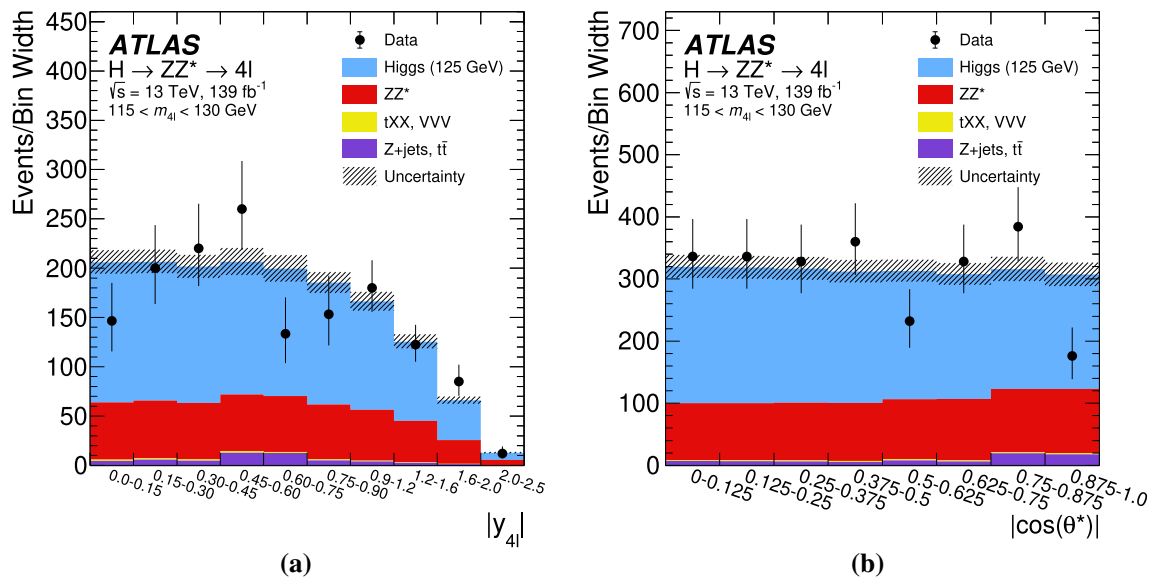 Events/Bin Width
450
400
350
300
250
200
150
100
50
0
ATLAS
H → ZZ* → 4l
√s = 13 TeV, 139 fb⁻¹
115 < m₄ₗ < 130 GeV
Data
Higgs (125 GeV)
ZZ*
tXX, VVV
Z+jets, tt̄
Uncertainty
0.0-0.15
0.15-0.30
0.30-0.45
0.45-0.60
0.60-0.75
0.75-0.90
0.9-1.2
1.2-1.6
1.6-2.0
2.0-2.5
|y₄ₗ|
(a)
Events/Bin Width
700
600
500
400
300
200
100
0
ATLAS
H → ZZ* → 4l
√s = 13 TeV, 139 fb⁻¹
115 < m₄ₗ < 130 GeV
Data
Higgs (125 GeV)
ZZ*
tXX, VVV
Z+jets, tt̄
Uncertainty
0-0.125
0.125-0.25
0.25-0.375
0.375-0.5
0.5-0.625
0.625-0.75
0.75-0.875
0.875-1.0
|cos(θ*)|
(b)